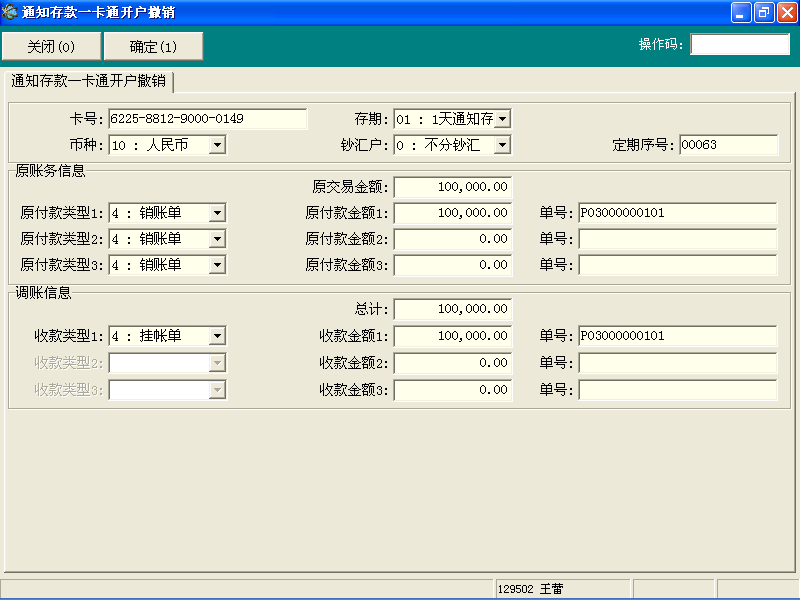 通知存款一卡通开户撤销
关闭(0) 确定(1) 操作码:
通知存款一卡通开户撤销
卡号: 6225-8812-9000-0149 存期: 01 : 1天通知存
币种: 10 : 人民币 钞汇户: 0 : 不分钞汇 定期序号: 00063
原账务信息
原交易金额: 100,000.00
原付款类型1: 4 : 销账单 原付款金额1: 100,000.00 单号: P03000000101
原付款类型2: 4 : 销账单 原付款金额2: 0.00 单号:
原付款类型3: 4 : 销账单 原付款金额3: 0.00 单号:
调账信息
总计: 100,000.00
收款类型1: 4 : 挂帐单 收款金额1: 100,000.00 单号: P03000000101
收款类型2: 收款金额2: 0.00 单号:
收款类型3: 收款金额3: 0.00 单号:
129502 王蕾